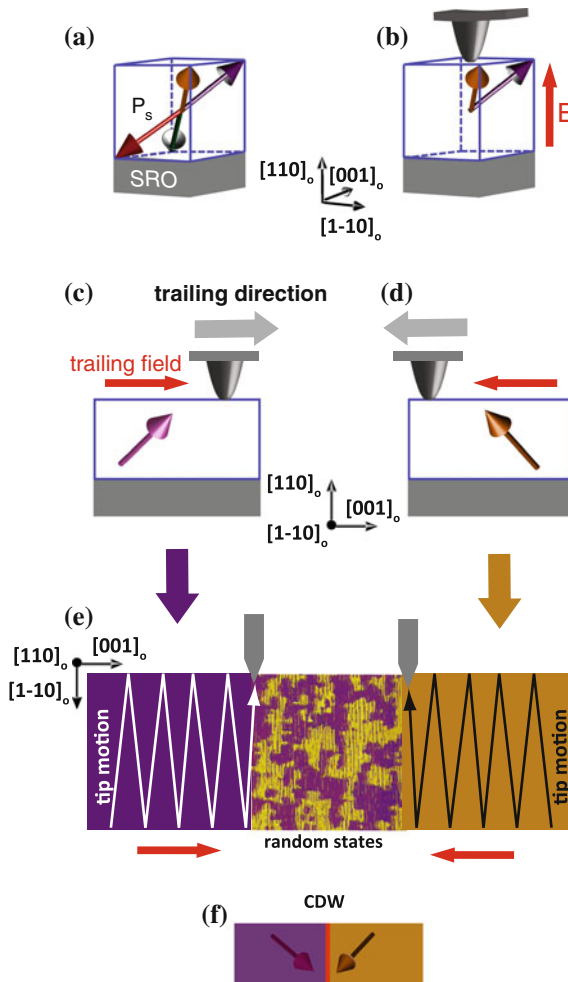 (a)
(b)
Ps
E
SRO
[110]o
[001]o
[1-10]o
(c)
trailing direction
(d)
trailing field
[110]o
[001]o
[1-10]o
(e)
[110]o
[001]o
[1-10]o
tip motion
tip motion
random states
CDW
(f)